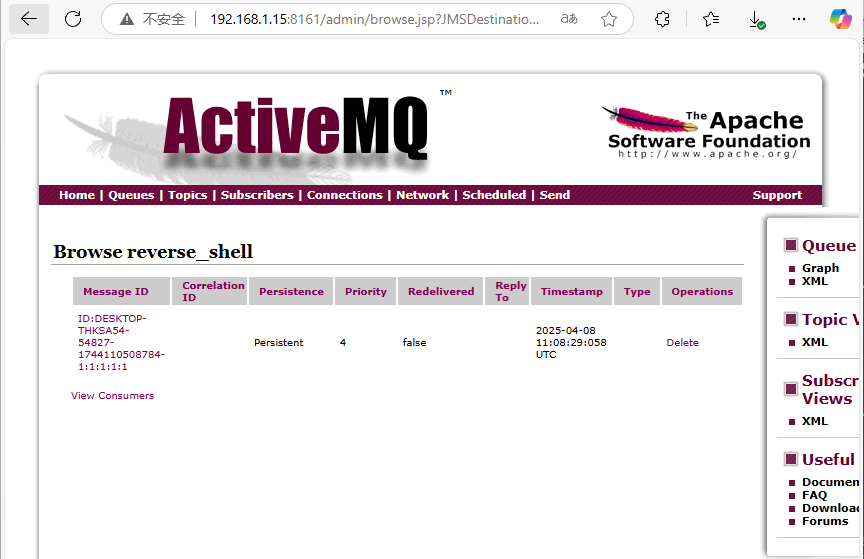 不安全
192.168.1.15:8161/admin/browse.jsp?JMSDestinatio...
aあ
ActiveMQ™
The Apache
Software Foundation
http://www.apache.org/
Home | Queues | Topics | Subscribers | Connections | Network | Scheduled | Send
Support
Browse reverse_shell
Message ID
Correlation
ID
Persistence
Priority
Redelivered
Reply
To
Timestamp
Type
Operations
ID:DESKTOP-
THKSA54-
54827-
1744110508784-
1:1:1:1:1
Persistent
4
false
2025-04-08
11:08:29:058
UTC
Delete
View Consumers
Queue
Graph
XML
Topic V
XML
Subscr
Views
XML
Useful
Documen
FAQ
Downloa
Forums